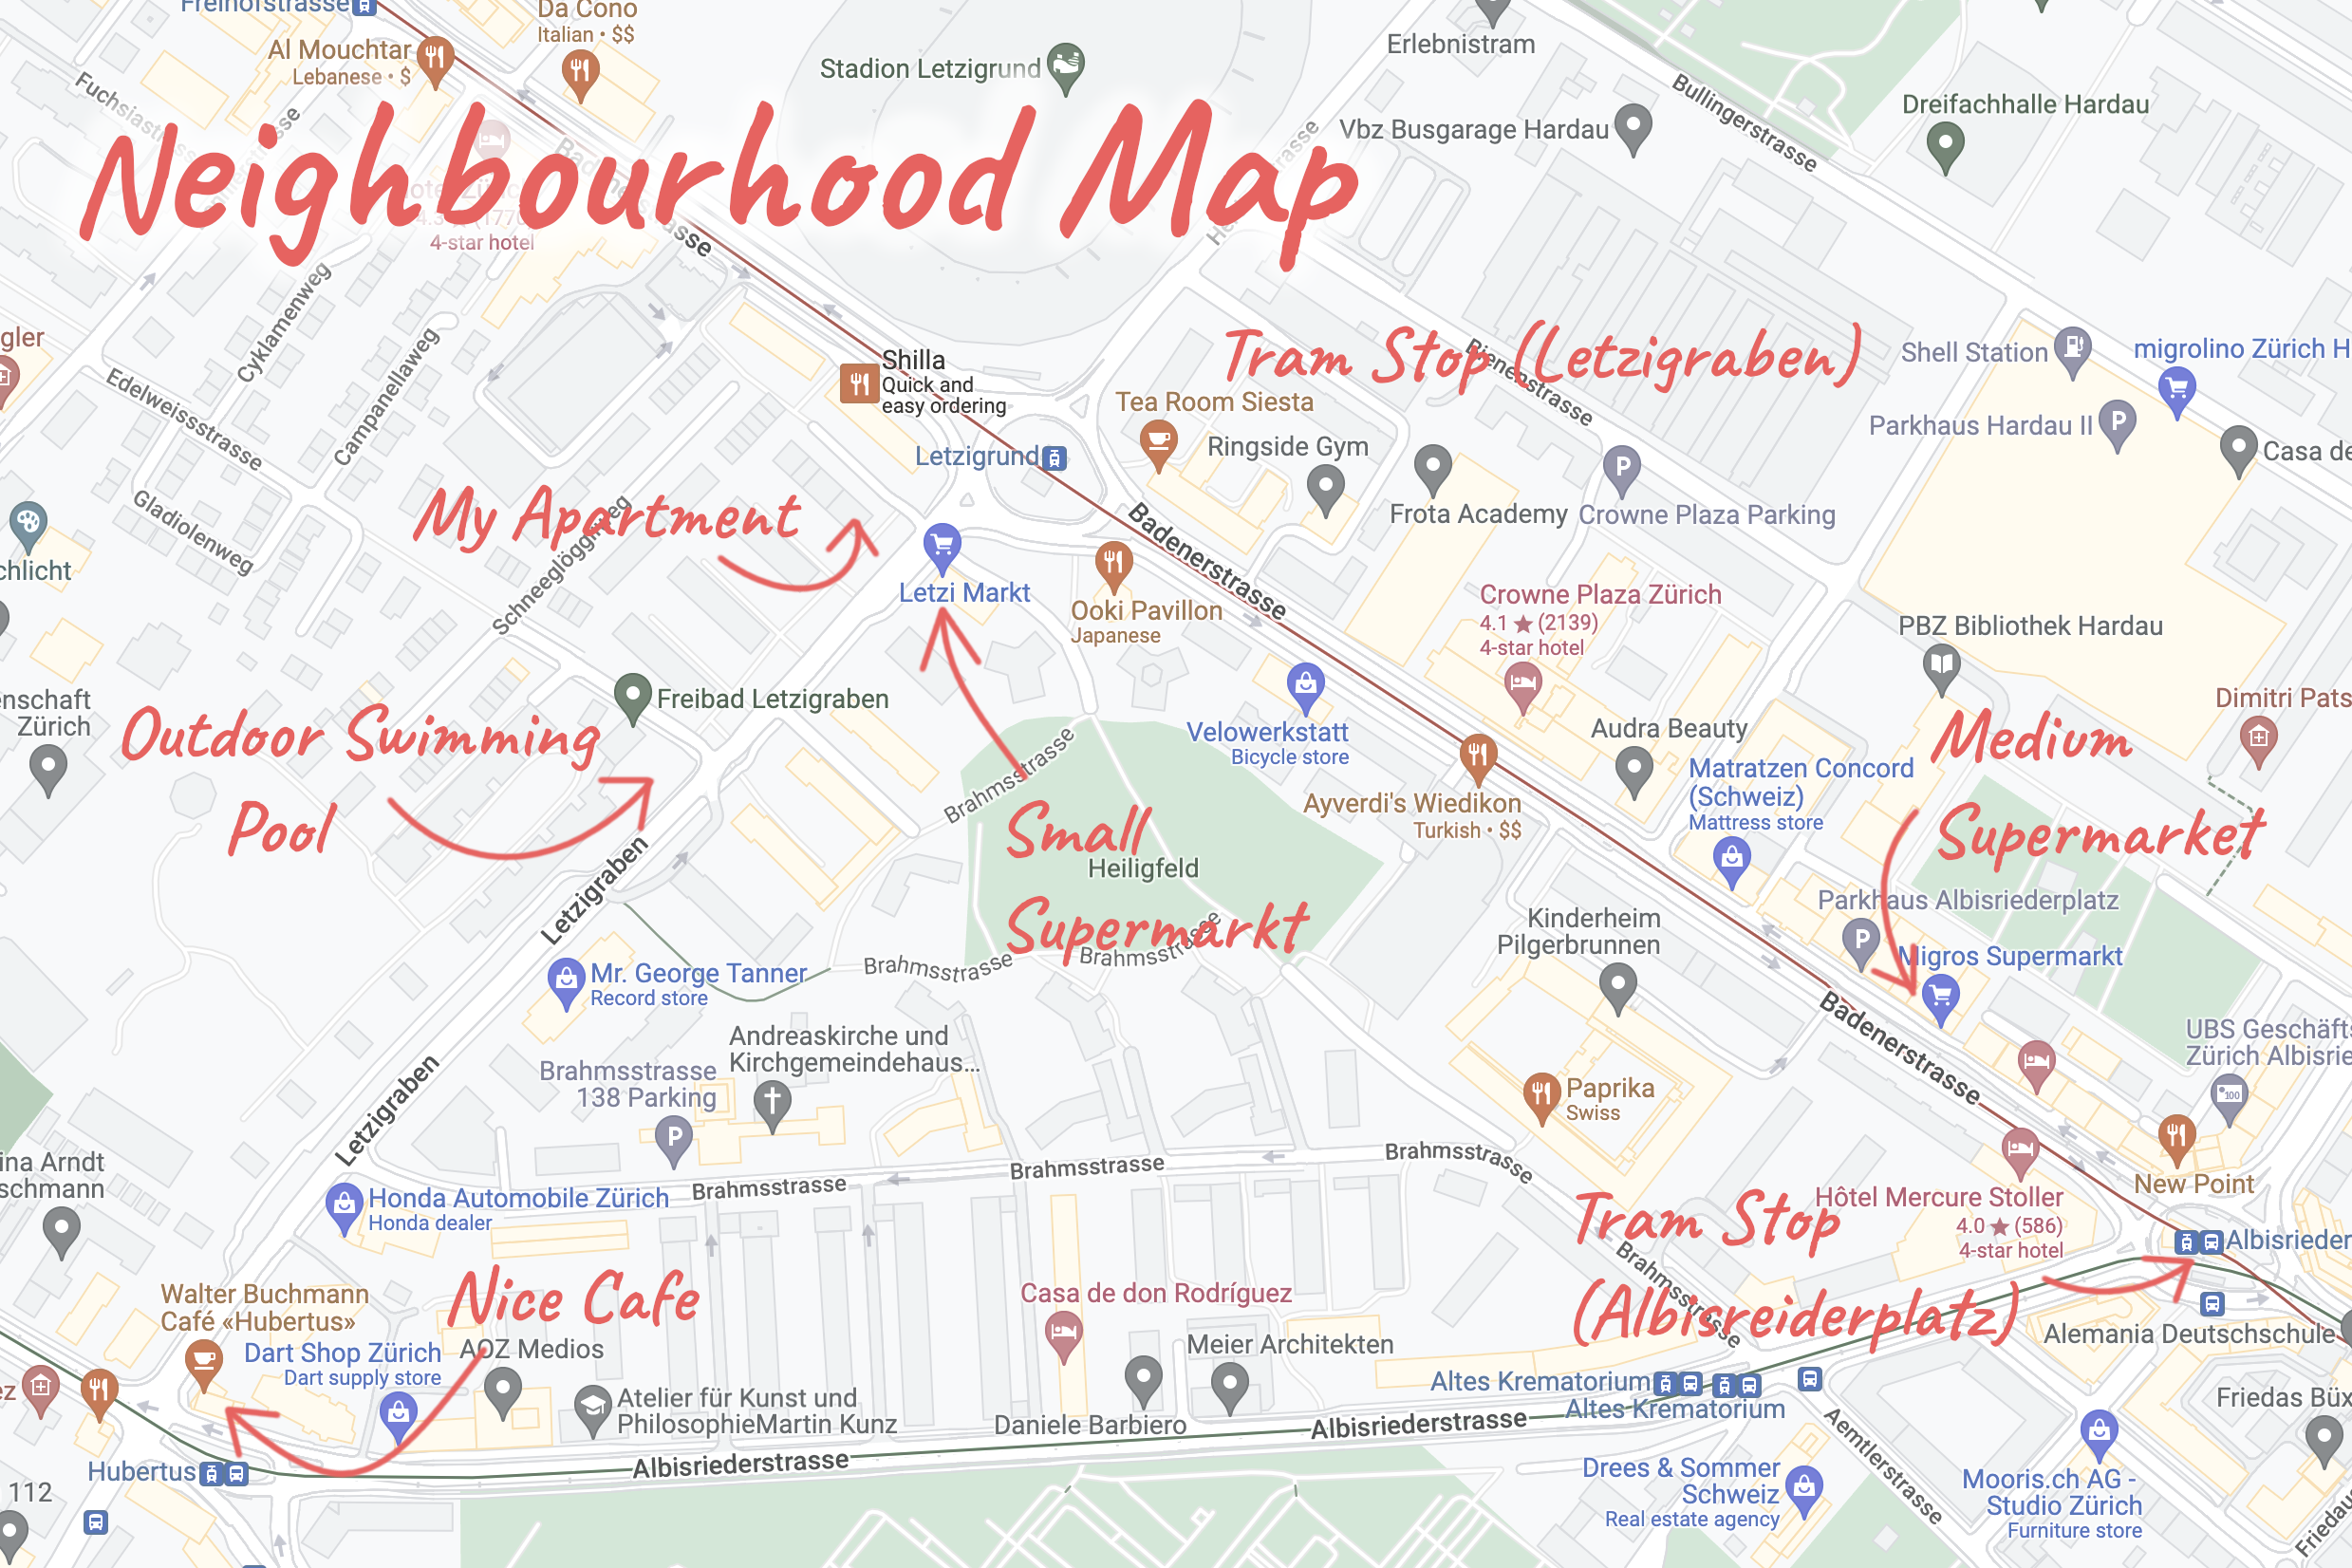 Freihofstrasse
Da Cono
Italian • $$
Al Mouchtar
Lebanese • $
Stadion Letzigrund
Erlebnistram
Bullingerstrasse
Dreifachhalle Hardau
Vbz Busgarage Hardau
Neighbourhood Map
4-star hotel
Cyklamenweg
Campanellaweg
Edelweissstrasse
Gladiolenweg
Schneeglöggliweg
gler
chlicht
Shilla
Quick and
easy ordering
Tram Stop (Letzigraben)
Bienenstrasse
Tea Room Siesta
Ringside Gym
Letzigrund
Frota Academy
Crowne Plaza Parking
Shell Station
migrolino Zürich H
Parkhaus Hardau II
Casa de
My Apartment
Letzi Markt
Badenerstrasse
Ooki Pavillon
Japanese
Crowne Plaza Zürich
4.1 ★ (2139)
4-star hotel
PBZ Bibliothek Hardau
Dimitri Pats
enschaft
Zürich
Freibad Letzigraben
Outdoor Swimming
Pool
Velowerkstatt
Bicycle store
Audra Beauty
Matratzen Concord
(Schweiz)
Mattress store
Ayverdi's Wiedikon
Turkish • $$
Medium
Supermarket
Brahmsstrasse
Small
Heiligfeld
Supermarkt
Letzigraben
Parkhaus Albisriederplatz
Kinderheim
Pilgerbrunnen
Migros Supermarkt
Brahmsstrasse
Brahmsstrasse
Mr. George Tanner
Record store
Badenerstrasse
UBS Geschäfts
Zürich Albisrie
Andreaskirche und
Kirchgemeindehaus...
Brahmsstrasse
138 Parking
Letzigraben
Paprika
Swiss
ina Arndt
schmann
Brahmsstrasse
Brahmsstrasse
Brahmsstrasse
Honda Automobile Zürich
Honda dealer
New Point
Tram Stop
(Albisreiderplatz)
Hôtel Mercure Stoller
4.0 ★ (586)
4-star hotel
Brahmsstrasse
Albisrieder
Walter Buchmann
Café «Hubertus»
Nice Cafe
Casa de don Rodríguez
Alemania Deutschschule
Dart Shop Zürich
Dart supply store
AOZ Medios
Meier Architekten
Atelier für Kunst und
PhilosophieMartin Kunz
Daniele Barbiero
Altes Krematorium
Altes Krematorium
Albisriederstrasse
Albisriederstrasse
Friedas Büx
Aemtlerstrasse
ez
Hubertus
112
Drees & Sommer
Schweiz
Real estate agency
Mooris.ch AG -
Studio Zürich
Furniture store
Friedau